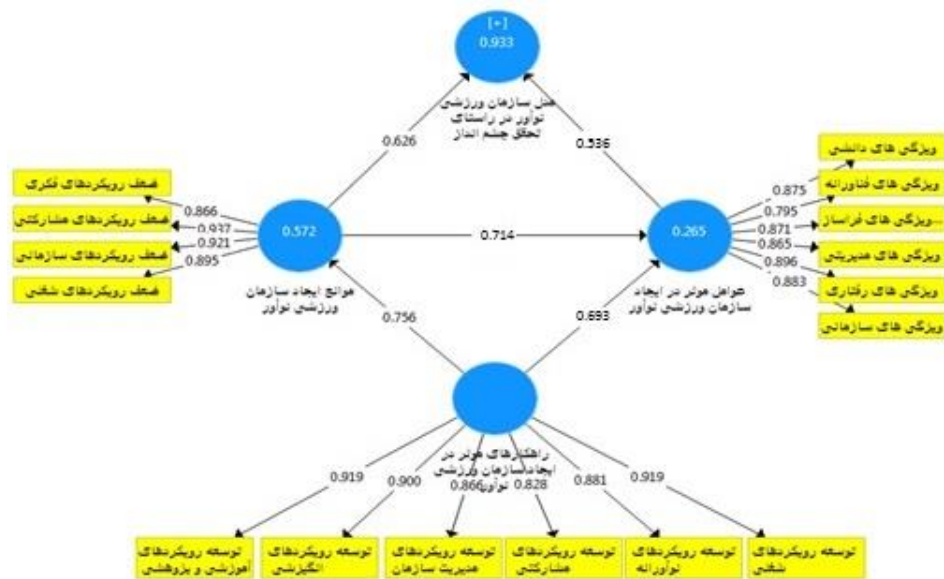 [+]
0.933
مدل سازمان ورزشی
نوآور در راستای
تحقق چشم انداز
0.626
0.536
ضعف رویکردهای فکری
ضعف رویکردهای مشارکتی
ضعف رویکردهای سازمانی
ضعف رویکردهای شغلی
0.866
0.937
0.921
0.895
0.572
موانع ایجاد سازمان
ورزشی نوآور
0.714
0.265
عوامل موثر در ایجاد
سازمان ورزشی نوآور
0.875
0.795
0.871
0.865
0.896
0.883
ویژگی های دانشی
ویژگی های فناورانه
ویژگی های فراساز...
ویژگی های مدیریتی
ویژگی های رفتاری
ویژگی های سازمانی
0.756
0.693
راهکارهای موثر در
ایجاد سازمان ورزشی
نوآور
0.919
0.900
0.866
0.828
0.881
0.919
توسعه رویکردهای
آموزشی و پژوهشی
توسعه رویکردهای
انگیزشی
توسعه رویکردهای
مدیریت سازمان
توسعه رویکردهای
مشارکتی
توسعه رویکردهای
نوآورانه
توسعه رویکردهای
شغلی